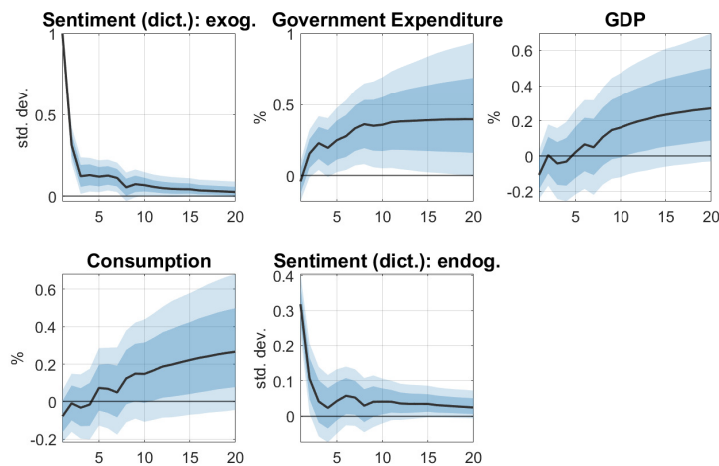 Sentiment (dict.): exog.
Government Expenditure
GDP
std. dev.
%
%
1
0.5
0
1
0.5
0
0.6
0.4
0.2
0
-0.2
5 10 15 20
5 10 15 20
5 10 15 20
Consumption
Sentiment (dict.): endog.
%
std. dev.
0.6
0.4
0.2
0
-0.2
0.4
0.3
0.2
0.1
0
5 10 15 20
5 10 15 20